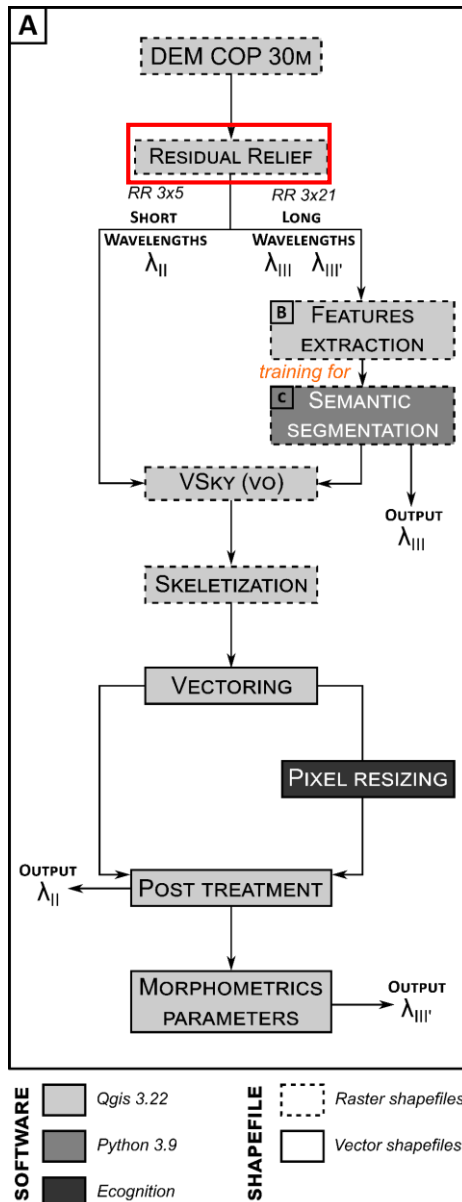 A
DEM COP 30M
RESIDUAL RELIEF
RR 3x5
RR 3x21
SHORT
WAVELENGTHS
λII
LONG
WAVELENGTHS
λIII λIII'
B
FEATURES
EXTRACTION
training for
C
SEMANTIC
SEGMENTATION
VSKY (VO)
OUTPUT
λIII
SKELETIZATION
VECTORING
PIXEL RESIZING
OUTPUT
λII
POST TREATMENT
MORPHOMETRICS
PARAMETERS
OUTPUT
λIII'
SOFTWARE
Qgis 3.22
Python 3.9
Ecognition
SHAPEFILE
Raster shapefiles
Vector shapefiles